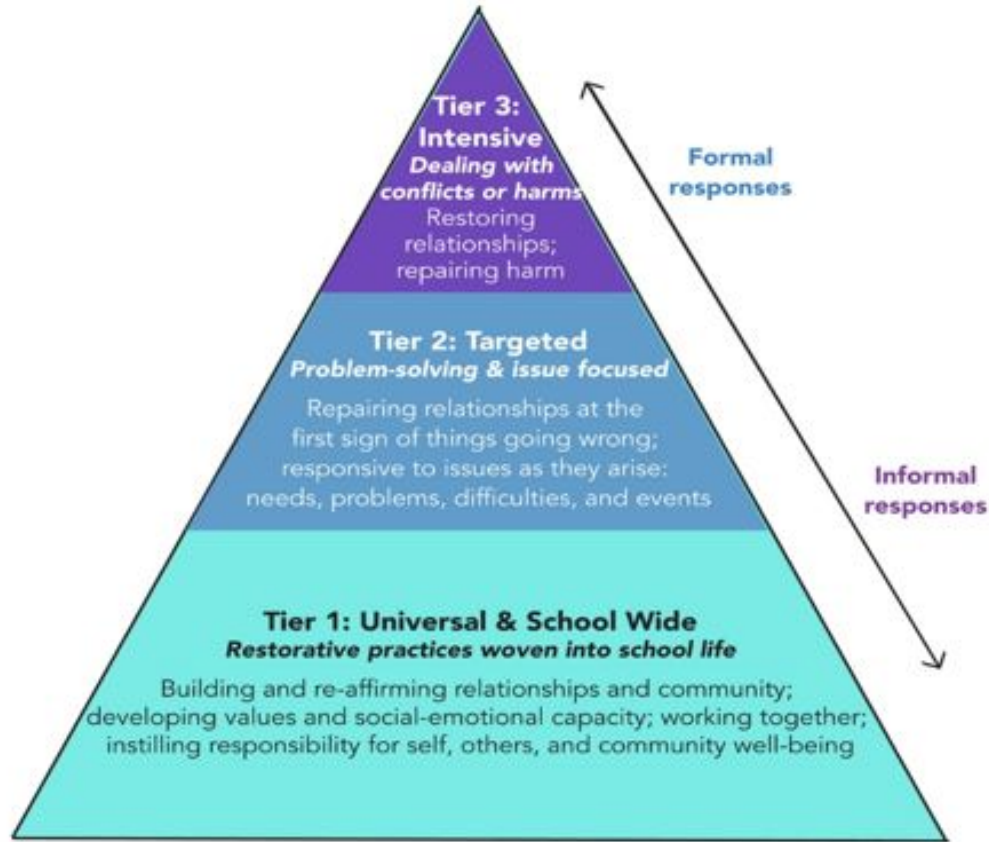 Tier 3:
Intensive
Dealing with
conflicts or harms
Restoring
relationships;
repairing harm
Formal
responses
Tier 2: Targeted
Problem-solving & issue focused
Repairing relationships at the
first sign of things going wrong;
responsive to issues as they arise:
needs, problems, difficulties, and events
Informal
responses
Tier 1: Universal & School Wide
Restorative practices woven into school life
Building and re-affirming relationships and community;
developing values and social-emotional capacity; working together;
instilling responsibility for self, others, and community well-being